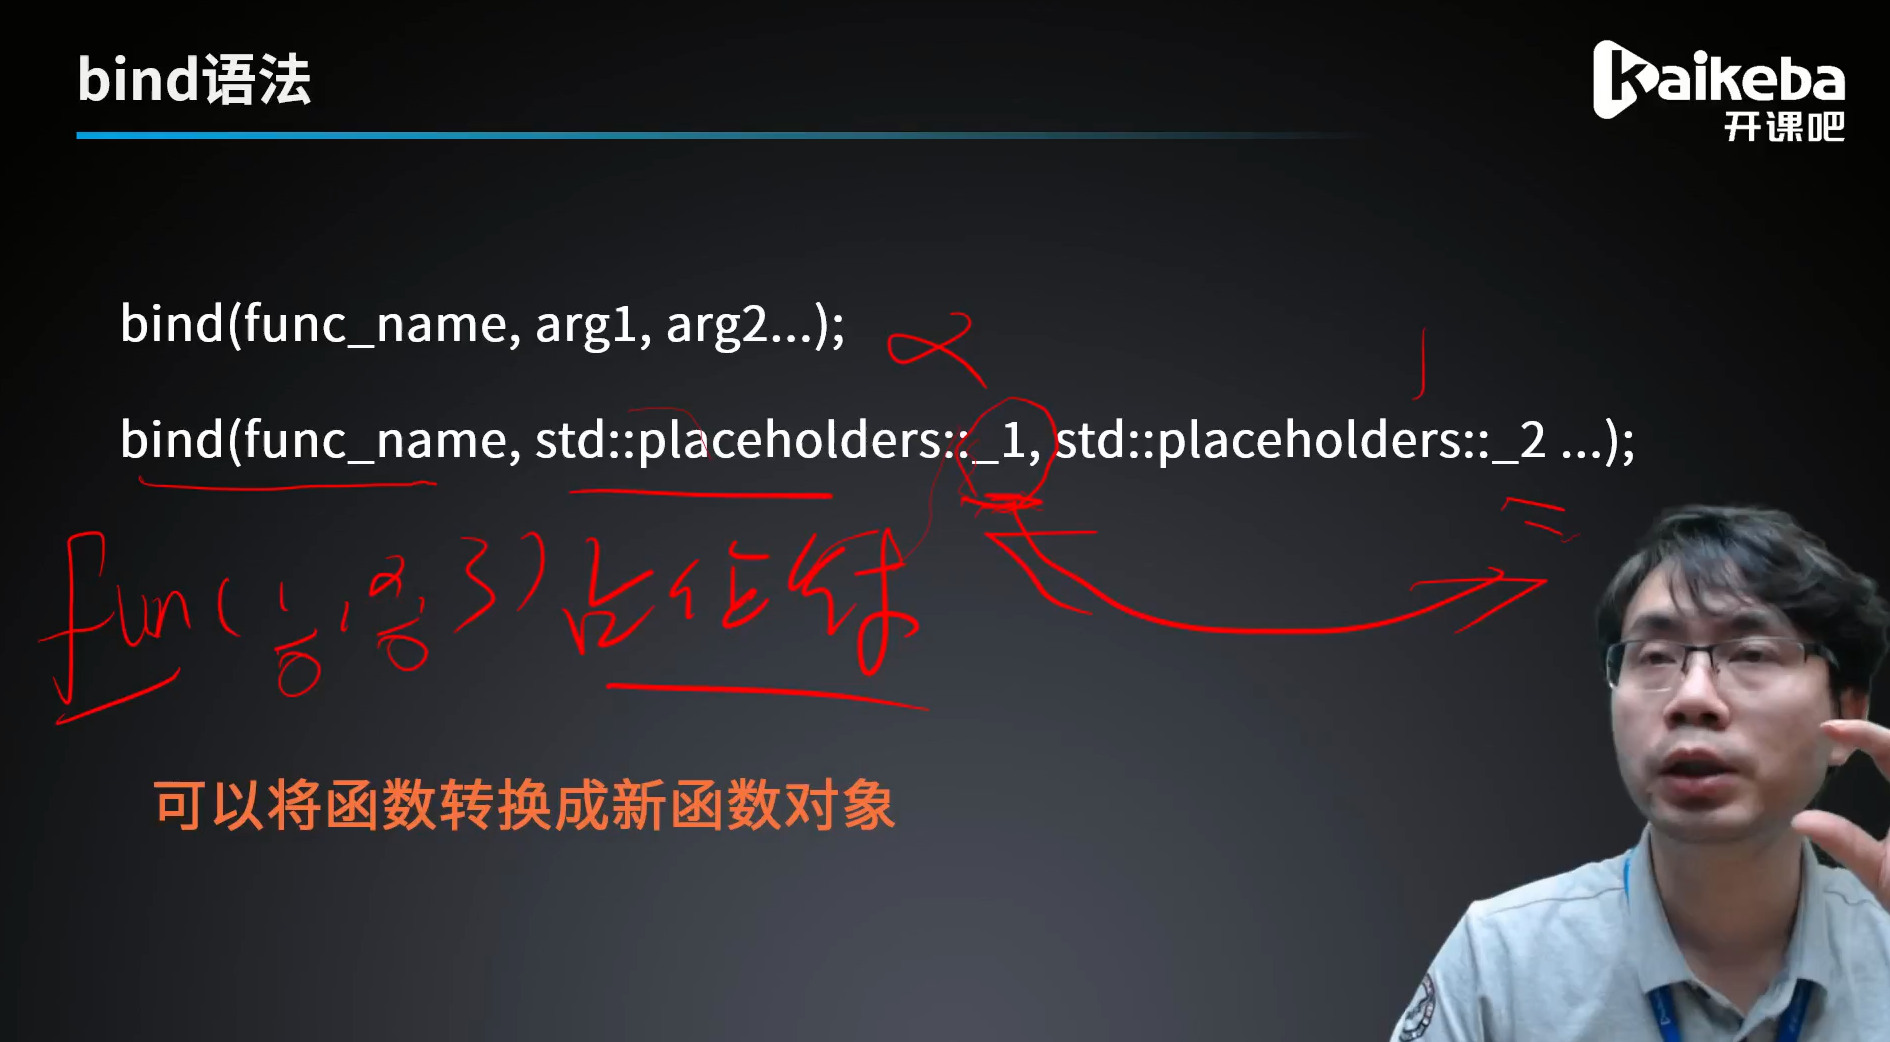 bind语法
kaikeba
开课吧
bind(func_name, arg1, arg2...);
2
1
bind(func_name, std::placeholders::_1, std::placeholders::_2 ...);
fun(1,2,3) 占位符
可以将函数转换成新函数对象